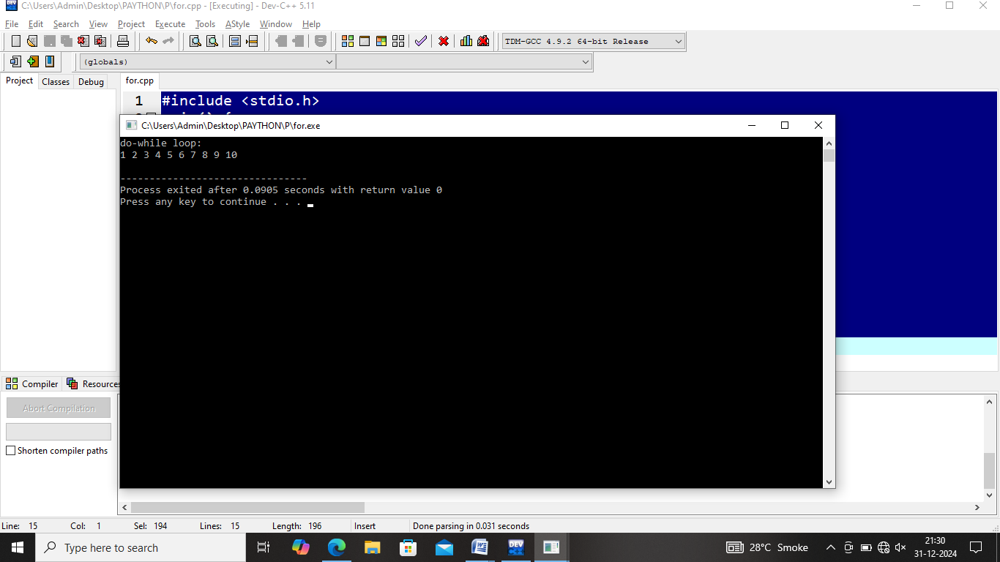 C:\Users\Admin\Desktop\PAYTHON\P\for.cpp - [Executing] - Dev-C++ 5.11
File Edit Search View Project Execute Tools AStyle Window Help
TDM-GCC 4.9.2 64-bit Release
(globals)
Project Classes Debug for.cpp
1 #include <stdio.h>
C:\Users\Admin\Desktop\PAYTHON\P\for.exe
do-while loop:
1 2 3 4 5 6 7 8 9 10
--------------------------------
Process exited after 0.0905 seconds with return value 0
Press any key to continue . . .
Compiler Resources
Abort Compilation
Shorten compiler paths
Line: 15 Col: 1 Sel: 194 Lines: 15 Length: 196 Insert Done parsing in 0.031 seconds
Type here to search
28°C Smoke
21:30
31-12-2024